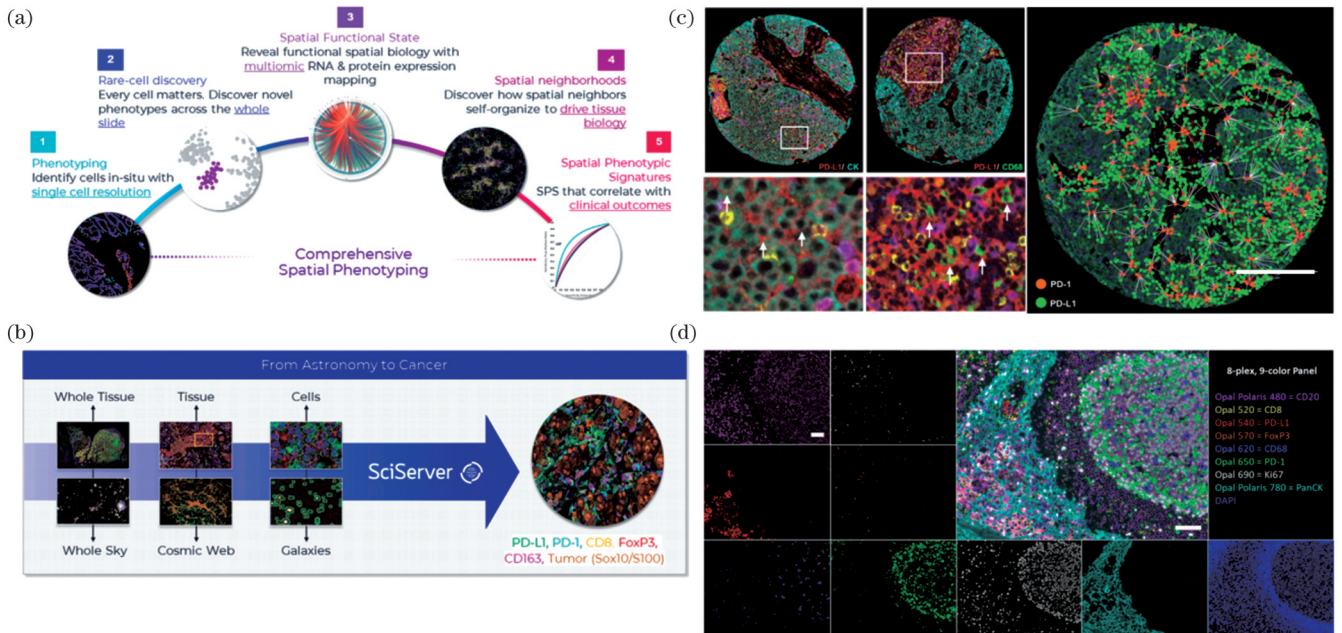 (a)
3
Spatial Functional State
Reveal functional spatial biology with
multiomic RNA & protein expression
mapping
2
Rare-cell discovery
Every cell matters. Discover novel
phenotypes across the whole
slide
4
Spatial neighborhoods
Discover how spatial neighbors
self-organize to drive tissue
biology
1
Phenotyping
Identify cells in-situ with
single cell resolution
5
Spatial Phenotypic
Signatures
SPS that correlate with
clinical outcomes
Comprehensive
Spatial Phenotyping
(b)
From Astronomy to Cancer
Whole Tissue
Tissue
Cells
SciServer
Whole Sky
Cosmic Web
Galaxies
PD-L1, PD-1, CD8, FoxP3,
CD163, Tumor (Sox10/S100)
(c)
PD-L1/ CK
PD-L1/ CD68
PD-1
PD-L1
(d)
8-plex, 9-color Panel
Opal Polaris 480 = CD20
Opal 520 = CD8
Opal 540 = PD-L1
Opal 570 = FoxP3
Opal 620 = CD68
Opal 650 = PD-1
Opal 690 = Ki67
Opal Polaris 780 = PanCK
DAPI